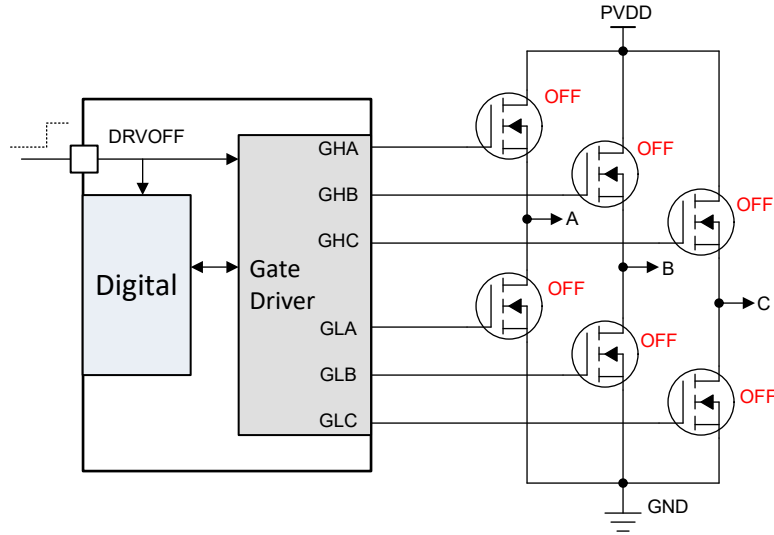 PVDD
OFF
DRVOFF
GHA
OFF
GHB
OFF
A
GHC
Digital
Gate
Driver
B
OFF
C
GLA
OFF
GLB
OFF
GLC
GND